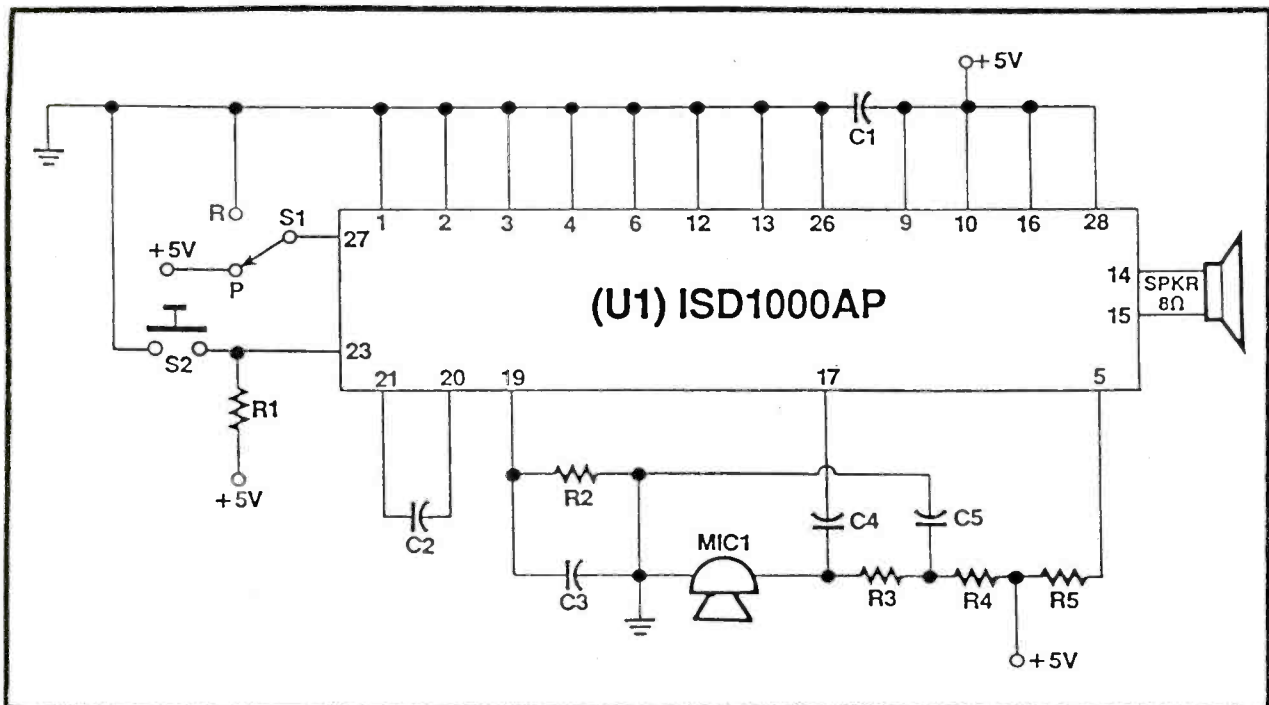 +5V
C1
R
S1
1 2 3 4 6 12 13 26 9 10 16 28
27
+5V
P
14
SPKR
8Ω
15
(U1) ISD1000AP
S2
23
21 20 19 17 5
R1
+5V
R2
C4
C5
C2
MIC1
C3
R3
R4
R5
+5V